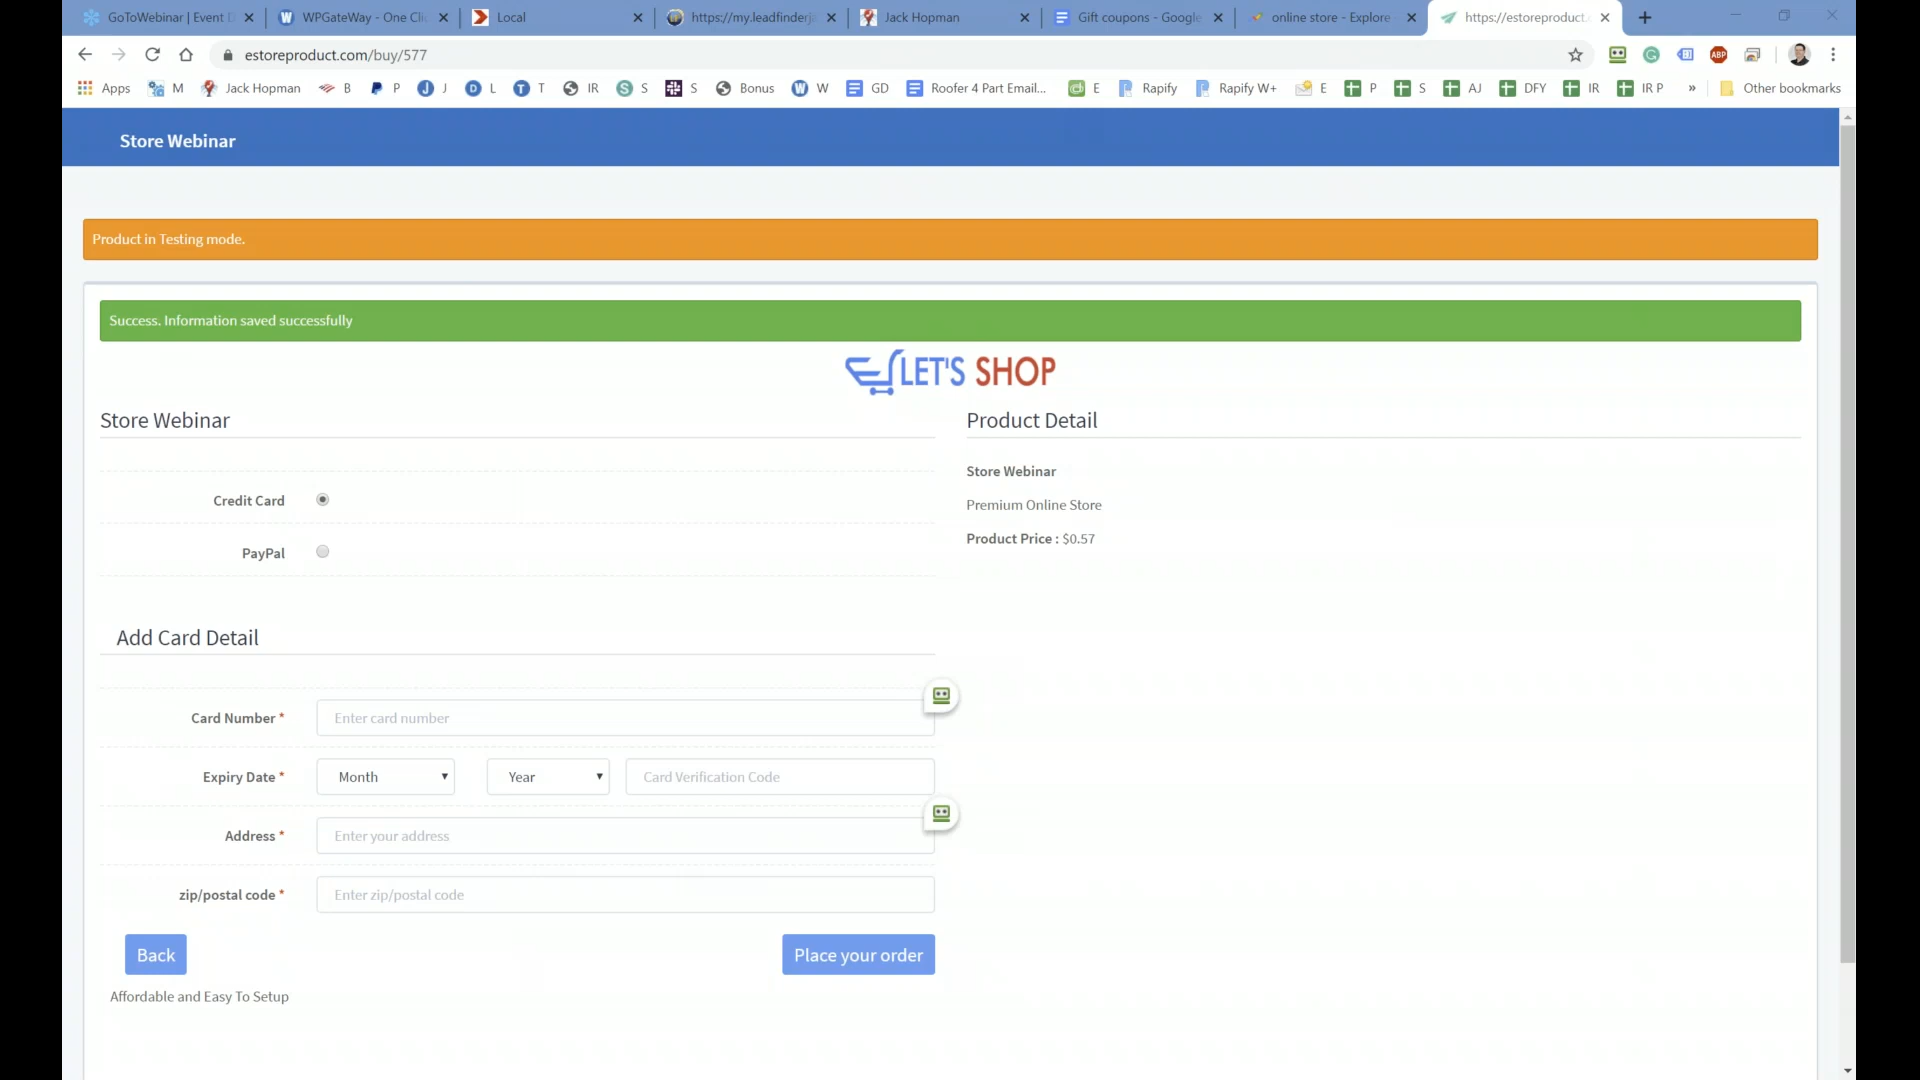 GoToWebinar | Event D
WPGateWay - One Clic
Local
https://my.leadfinderja
Jack Hopman
Gift coupons - Google
online store - Explore
https://estoreproduct.c
estoreproduct.com/buy/577
ABP
Apps
M
Jack Hopman
B
P
J
L
T
IR
S
S
Bonus
W
GD
Roofer 4 Part Email...
E
Rapify
Rapify W+
E
P
S
AJ
DFY
IR
IR P
»
Other bookmarks
Store Webinar
Product in Testing mode.
Success. Information saved successfully
LET'S SHOP
Store Webinar
Product Detail
Store Webinar
Credit Card
Premium Online Store
Product Price : $0.57
PayPal
Add Card Detail
Card Number * Enter card number
Expiry Date * Month Year Card Verification Code
Address * Enter your address
zip/postal code * Enter zip/postal code
Back
Place your order
Affordable and Easy To Setup